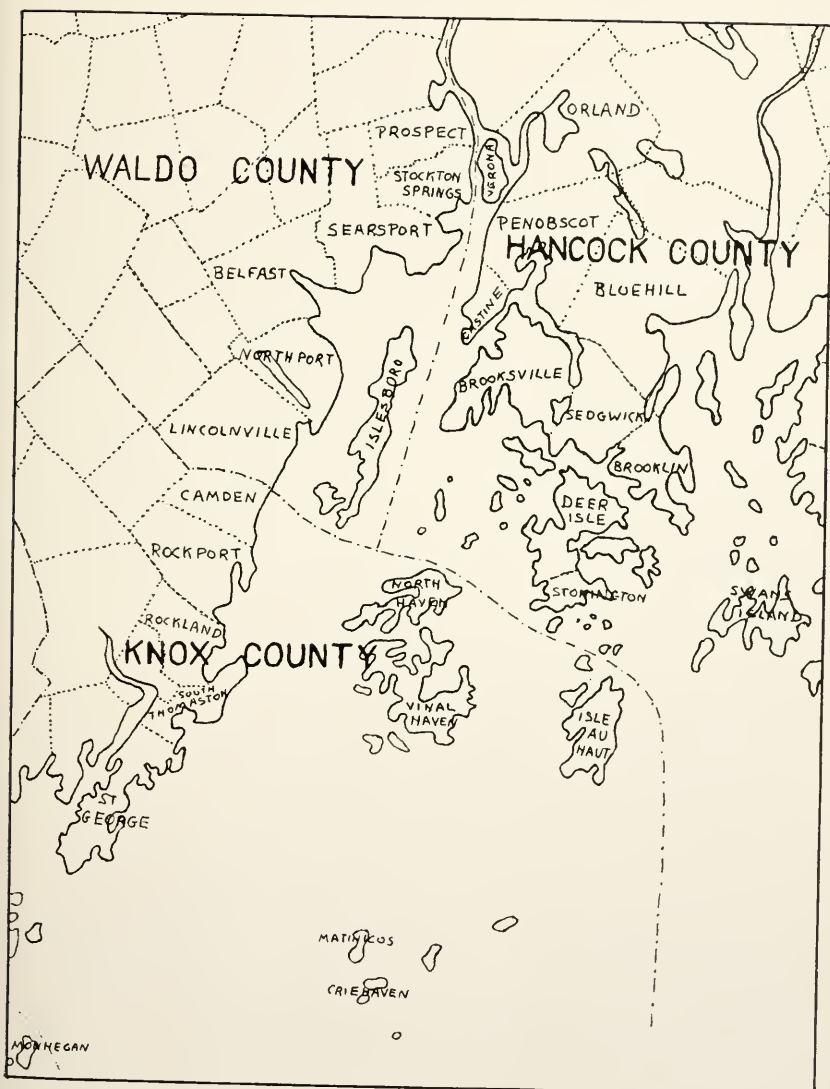 ORLAND
PROSPECT
VERONA
WALDO COUNTY
STOCKTON
SPRINGS
PENOBSCOT
SEARSPORT
HANCOCK COUNTY
BELFAST
BLUEHILL
CASTINE
NORTHPORT
BROOKSVILLE
ISLESBORO
SEDGWICK
LINCOLNVILLE
BROOKLIN
CAMDEN
DEER
ISLE
ROCKPORT
NORTH
HAVEN
STONINGTON
SWANS
ISLAND
ROCKLAND
KNOX COUNTY
SOUTH
THOMASTON
VINAL
HAVEN
ISLE
AU
HAUT
ST
GEORGE
MATINICUS
CRIEHAVEN
MONHEGAN